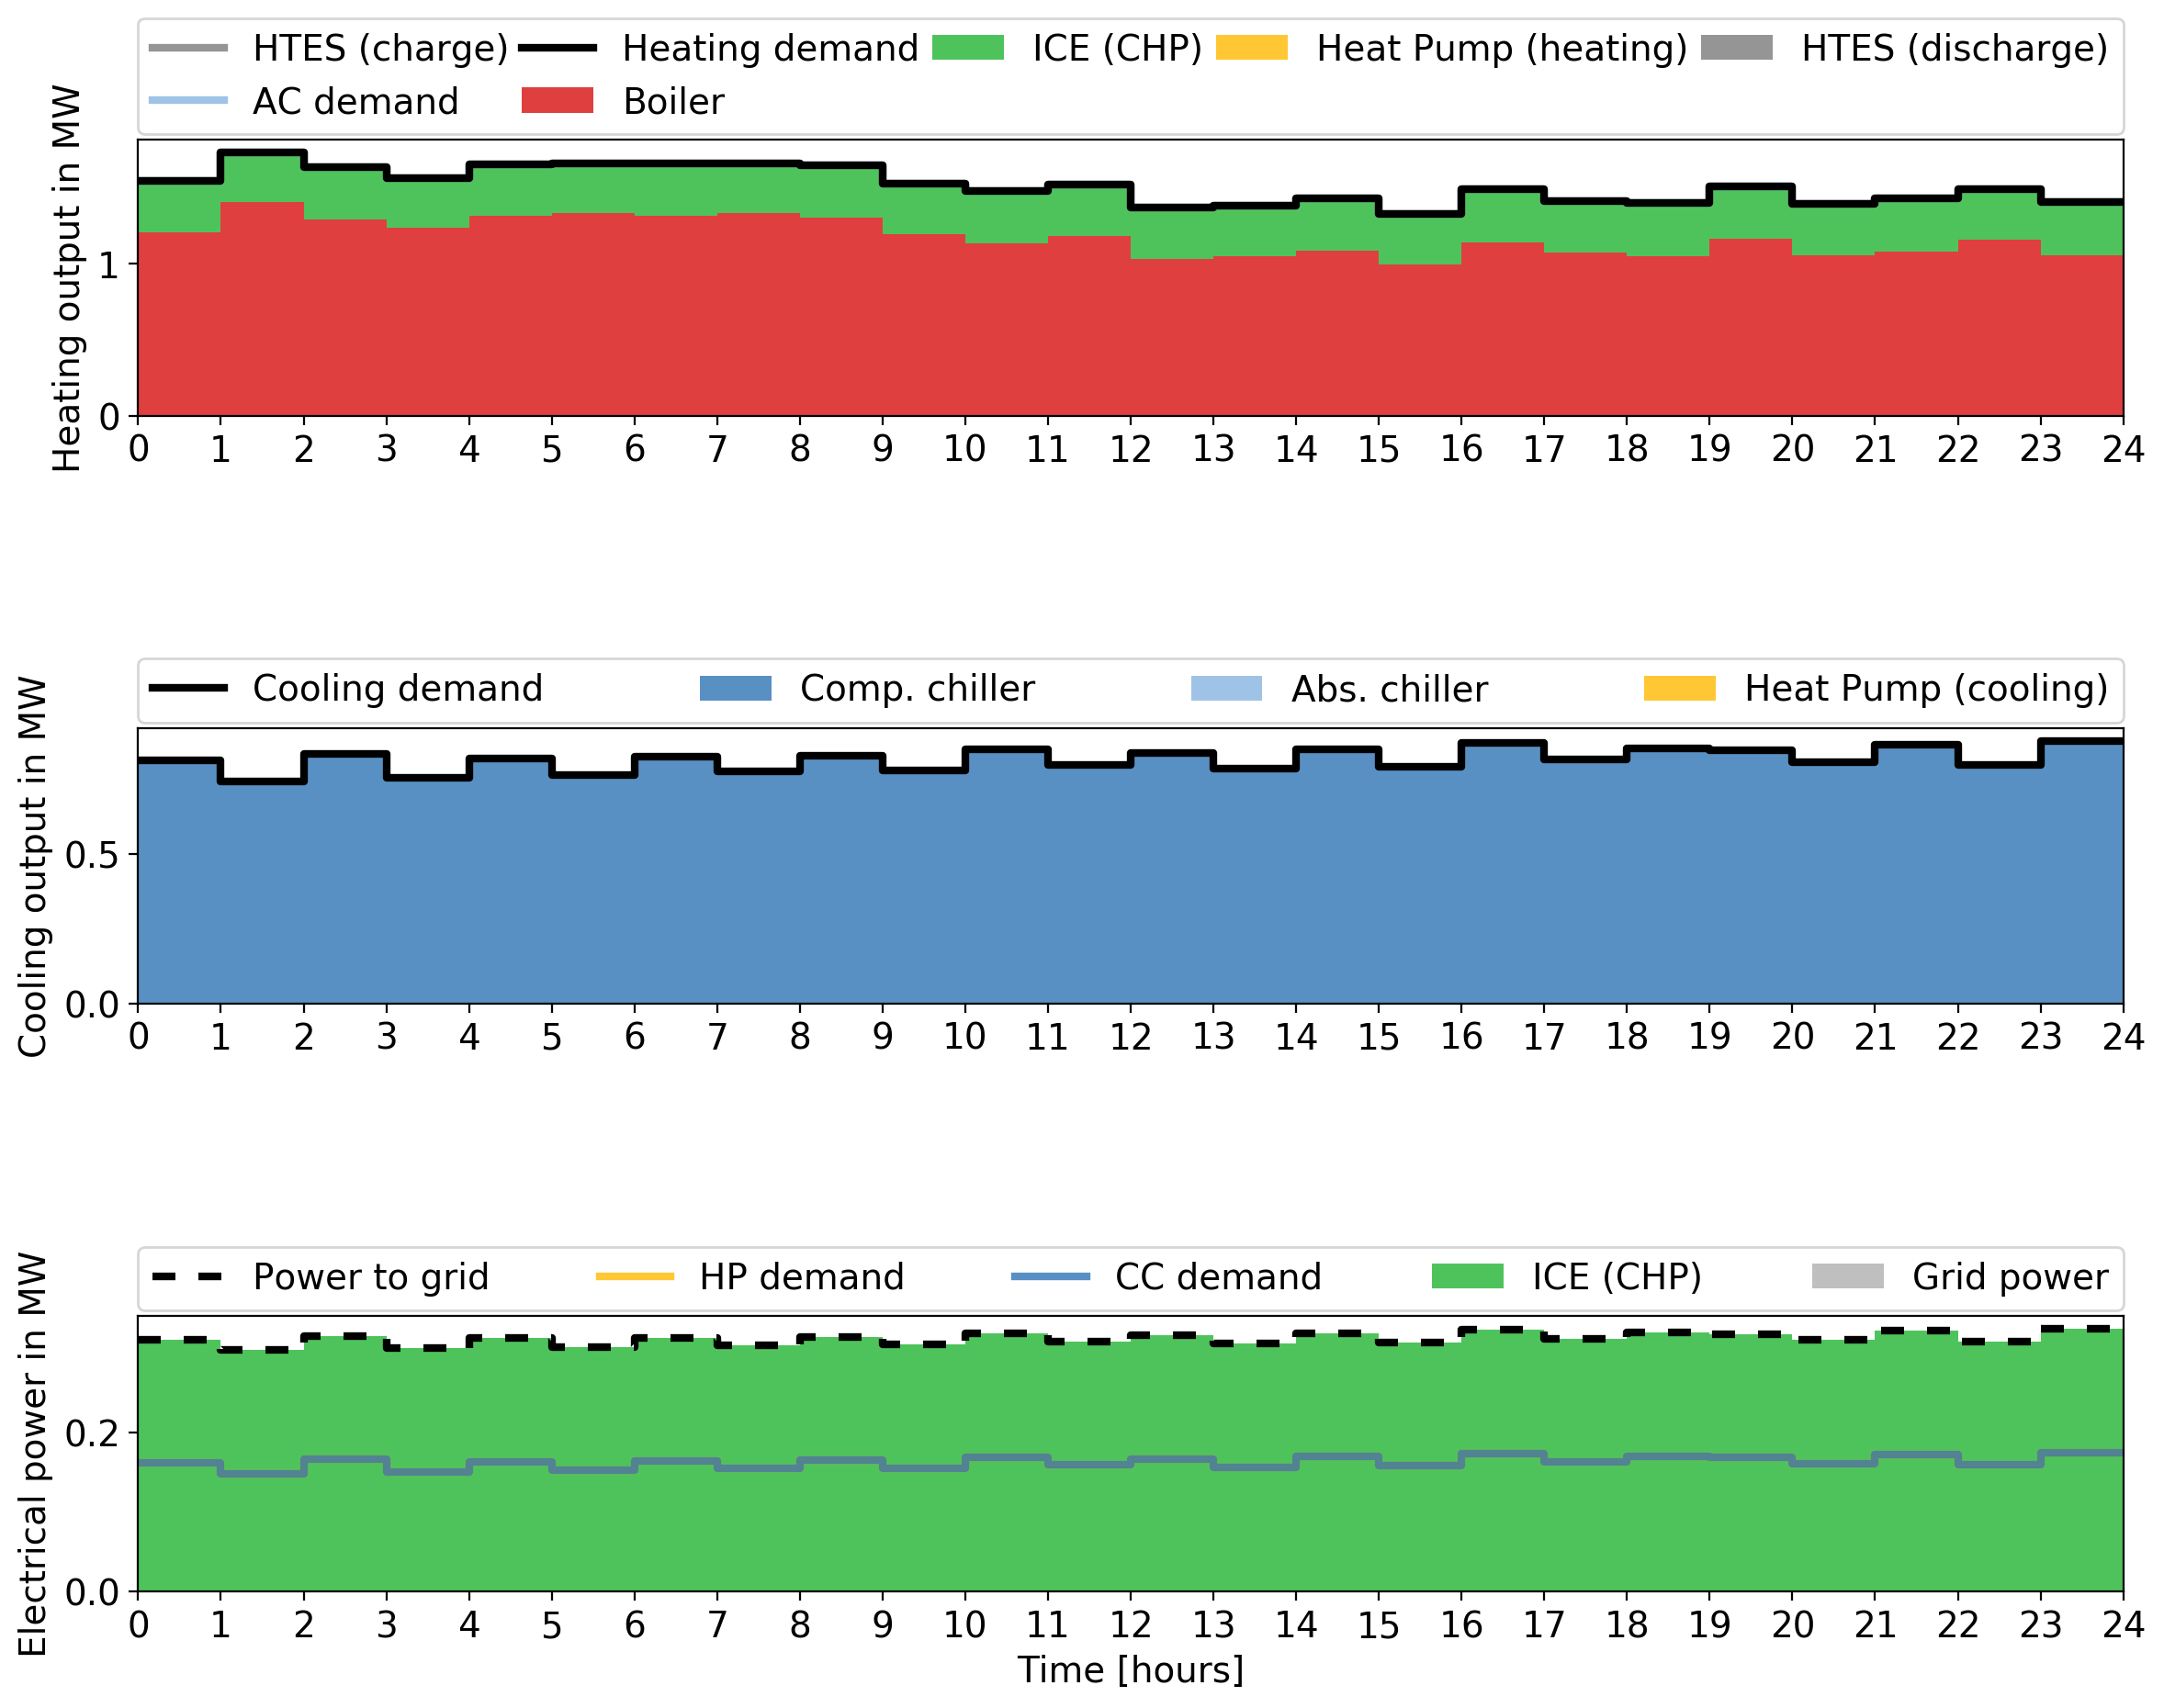 HTES (charge) Heating demand ICE (CHP) Heat Pump (heating) HTES (discharge)
AC demand Boiler
Heating output in MW
1
0
0 1 2 3 4 5 6 7 8 9 10 11 12 13 14 15 16 17 18 19 20 21 22 23 24
Cooling demand Comp. chiller Abs. chiller Heat Pump (cooling)
Cooling output in MW
0.5
0.0
0 1 2 3 4 5 6 7 8 9 10 11 12 13 14 15 16 17 18 19 20 21 22 23 24
Power to grid HP demand CC demand ICE (CHP) Grid power
Electrical power in MW
0.2
0.0
0 1 2 3 4 5 6 7 8 9 10 11 12 13 14 15 16 17 18 19 20 21 22 23 24
Time [hours]